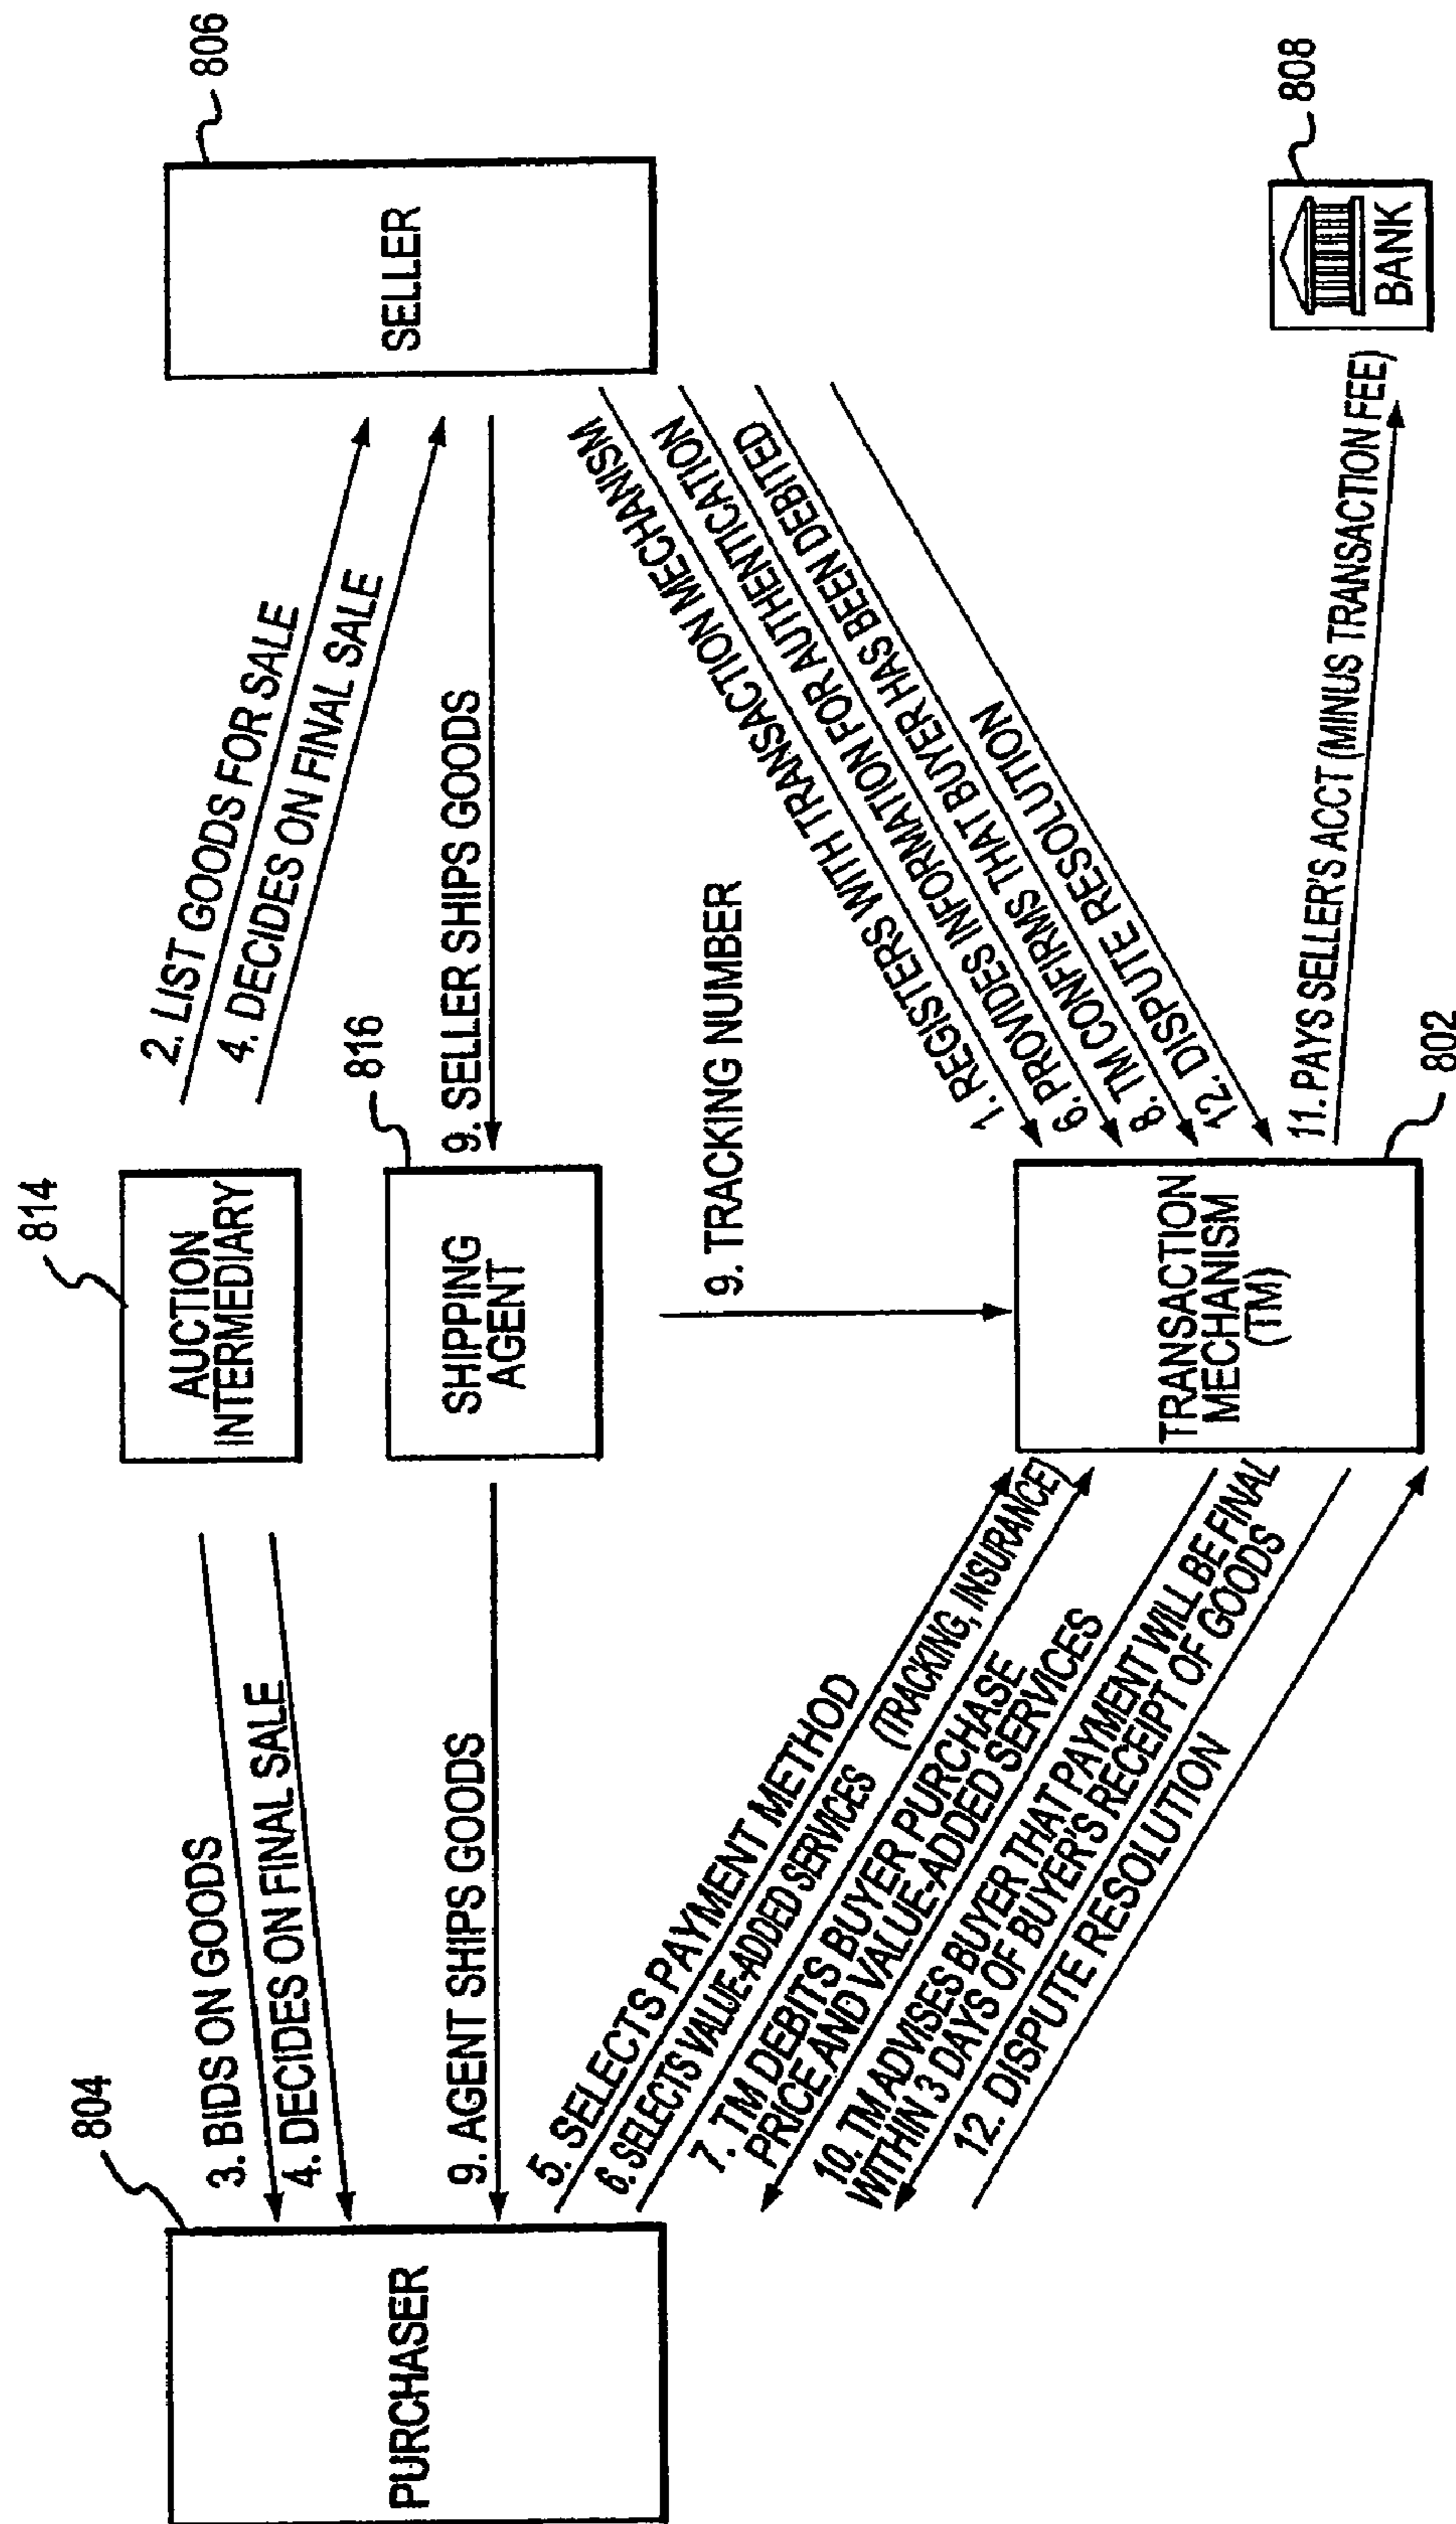 814
AUCTION
INTERMEDIARY
804
PURCHASER
806
SELLER
3. BIDS ON GOODS
4. DECIDES ON FINAL SALE
2. LIST GOODS FOR SALE
4. DECIDES ON FINAL SALE
816
SHIPPING
AGENT
9. AGENT SHIPS GOODS
9. SELLER SHIPS GOODS
9. TRACKING NUMBER
5. SELECTS PAYMENT METHOD
6. SELECTS VALUE-ADDED SERVICES (TRACKING, INSURANCE)
7. TM DEBITS BUYER PURCHASE
PRICE AND VALUE-ADDED SERVICES
10. TM ADVISES BUYER THAT PAYMENT WILL BE FINAL
WITHIN 3 DAYS OF BUYER'S RECEIPT OF GOODS
12. DISPUTE RESOLUTION
1. REGISTERS WITH TRANSACTION MECHANISM
6. PROVIDES INFORMATION FOR AUTHENTICATION
8. TM CONFIRMS THAT BUYER HAS BEEN DEBITED
12. DISPUTE RESOLUTION
TRANSACTION
MECHANISM
(TM)
802
11. PAYS SELLER'S ACCT (MINUS TRANSACTION FEE)
808
BANK